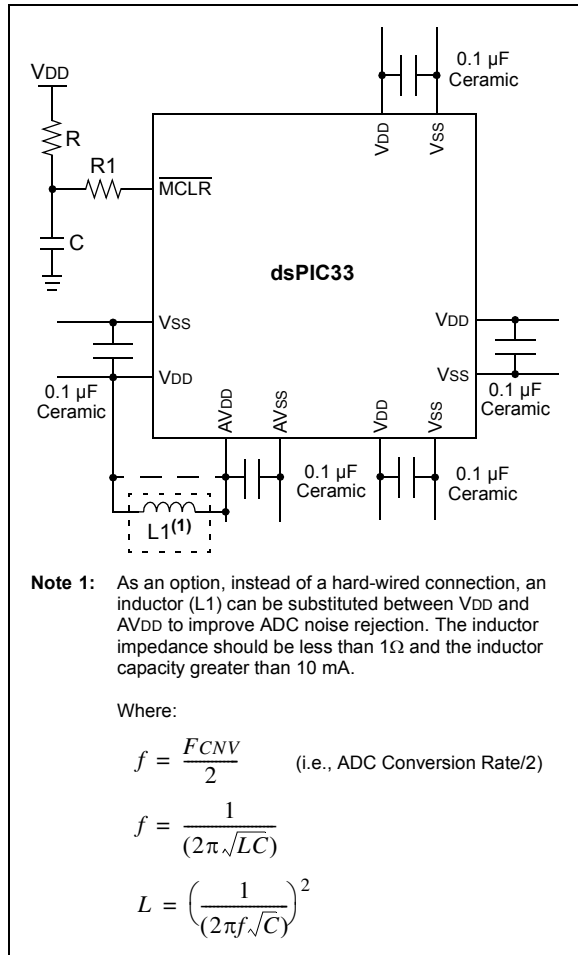 0.1 µF
Ceramic
VDD
R
R1
C
MCLR
VDD
VSS
dsPIC33
VSS
VDD
VDD
VSS
0.1 µF
Ceramic
0.1 µF
Ceramic
AVDD
AVSS
VDD
VSS
0.1 µF
Ceramic
0.1 µF
Ceramic
L1(1)
Note 1: As an option, instead of a hard-wired connection, an
inductor (L1) can be substituted between VDD and
AVDD to improve ADC noise rejection. The inductor
impedance should be less than 1Ω and the inductor
capacity greater than 10 mA.
Where:
f = FCNV/2 (i.e., ADC Conversion Rate/2)
f = 1/(2π√LC)
L = (1/(2πf√C))²